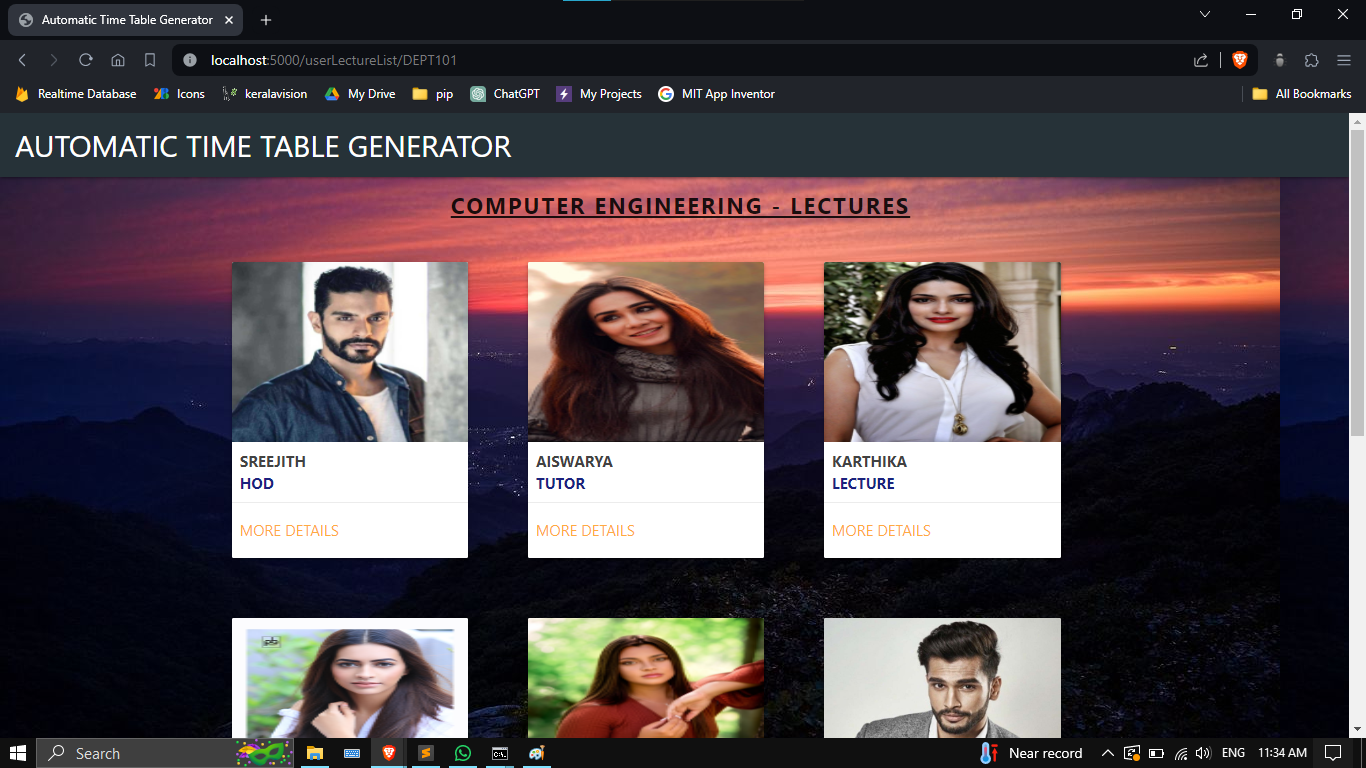 Automatic Time Table Generator
localhost:5000/userLectureList/DEPT101
Realtime Database
Icons
keralavision
My Drive
pip
ChatGPT
My Projects
MIT App Inventor
All Bookmarks
AUTOMATIC TIME TABLE GENERATOR
COMPUTER ENGINEERING - LECTURES
SREEJITH
HOD
MORE DETAILS
AISWARYA
TUTOR
MORE DETAILS
KARTHIKA
LECTURE
MORE DETAILS
Search
Near record
ENG
11:34 AM